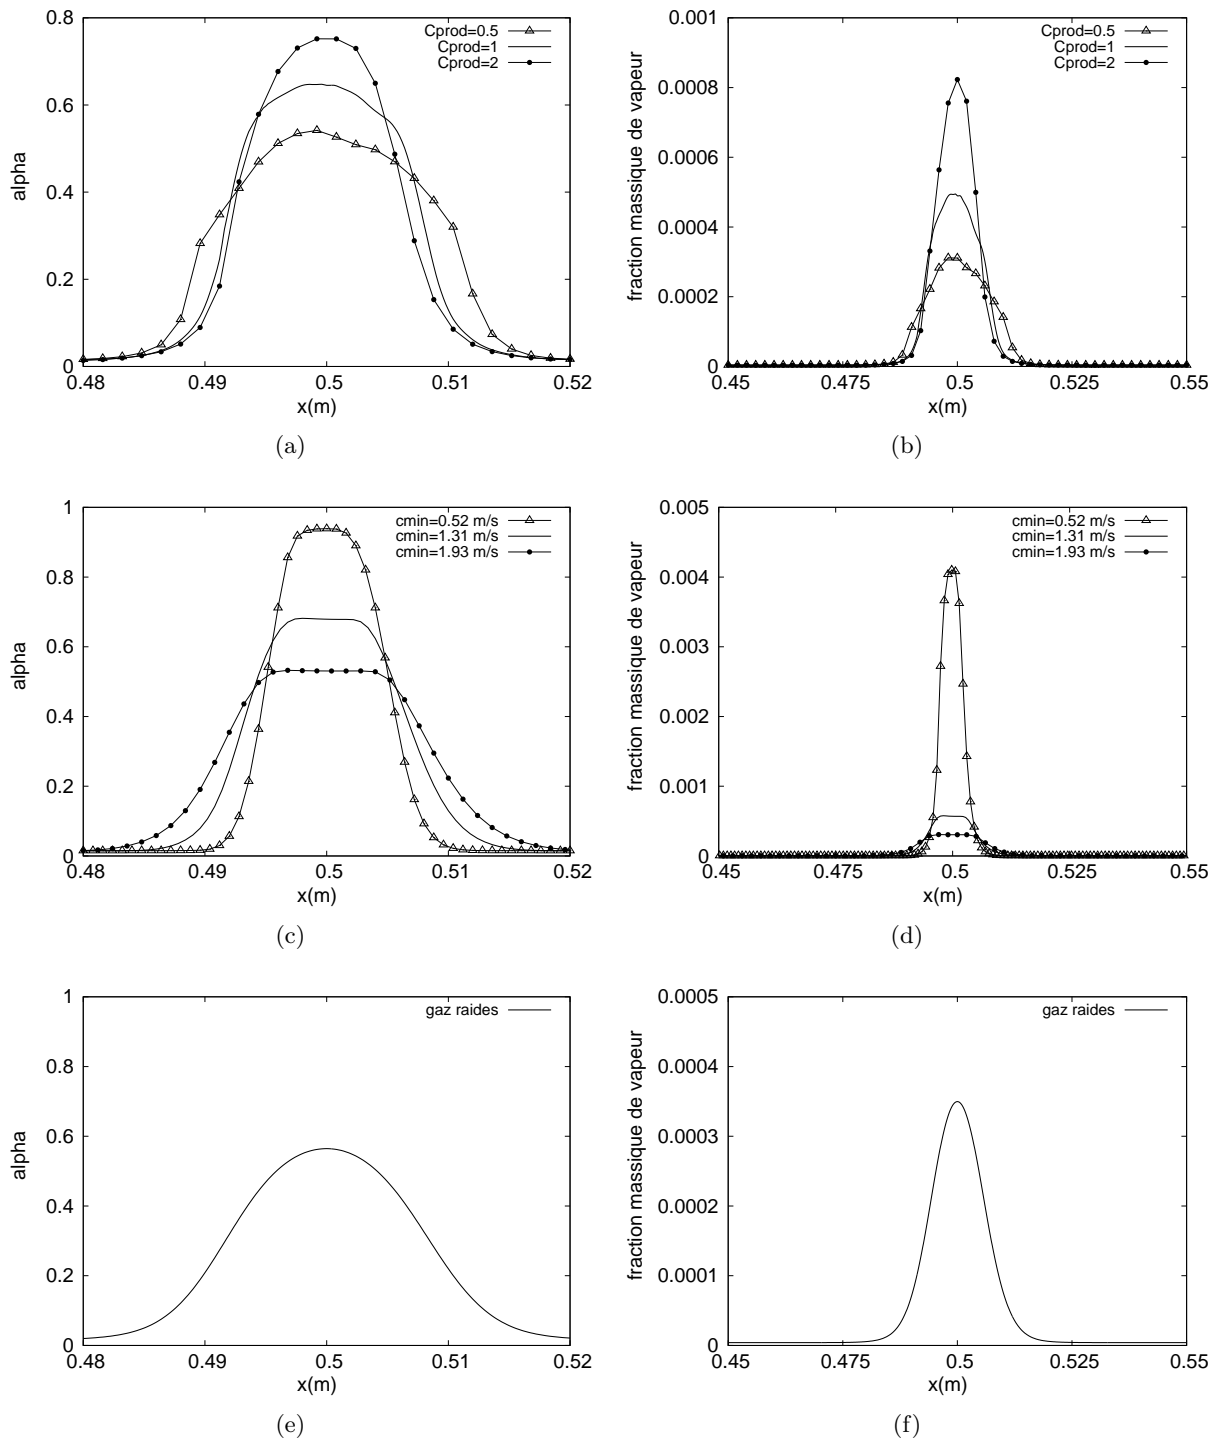 0.8
0.6
0.4
0.2
0
0.48
0.49
0.5
0.51
0.52
alpha
x(m)
Cprod=0.5
Cprod=1
Cprod=2
(a)
0.001
0.0008
0.0006
0.0004
0.0002
0
0.45
0.475
0.5
0.525
0.55
fraction massique de vapeur
x(m)
Cprod=0.5
Cprod=1
Cprod=2
(b)
1
0.8
0.6
0.4
0.2
0
0.48
0.49
0.5
0.51
0.52
alpha
x(m)
cmin=0.52 m/s
cmin=1.31 m/s
cmin=1.93 m/s
(c)
0.005
0.004
0.003
0.002
0.001
0
0.45
0.475
0.5
0.525
0.55
fraction massique de vapeur
x(m)
cmin=0.52 m/s
cmin=1.31 m/s
cmin=1.93 m/s
(d)
1
0.8
0.6
0.4
0.2
0
0.48
0.49
0.5
0.51
0.52
alpha
x(m)
gaz raides
(e)
0.0005
0.0004
0.0003
0.0002
0.0001
0
0.45
0.475
0.5
0.525
0.55
fraction massique de vapeur
x(m)
gaz raides
(f)